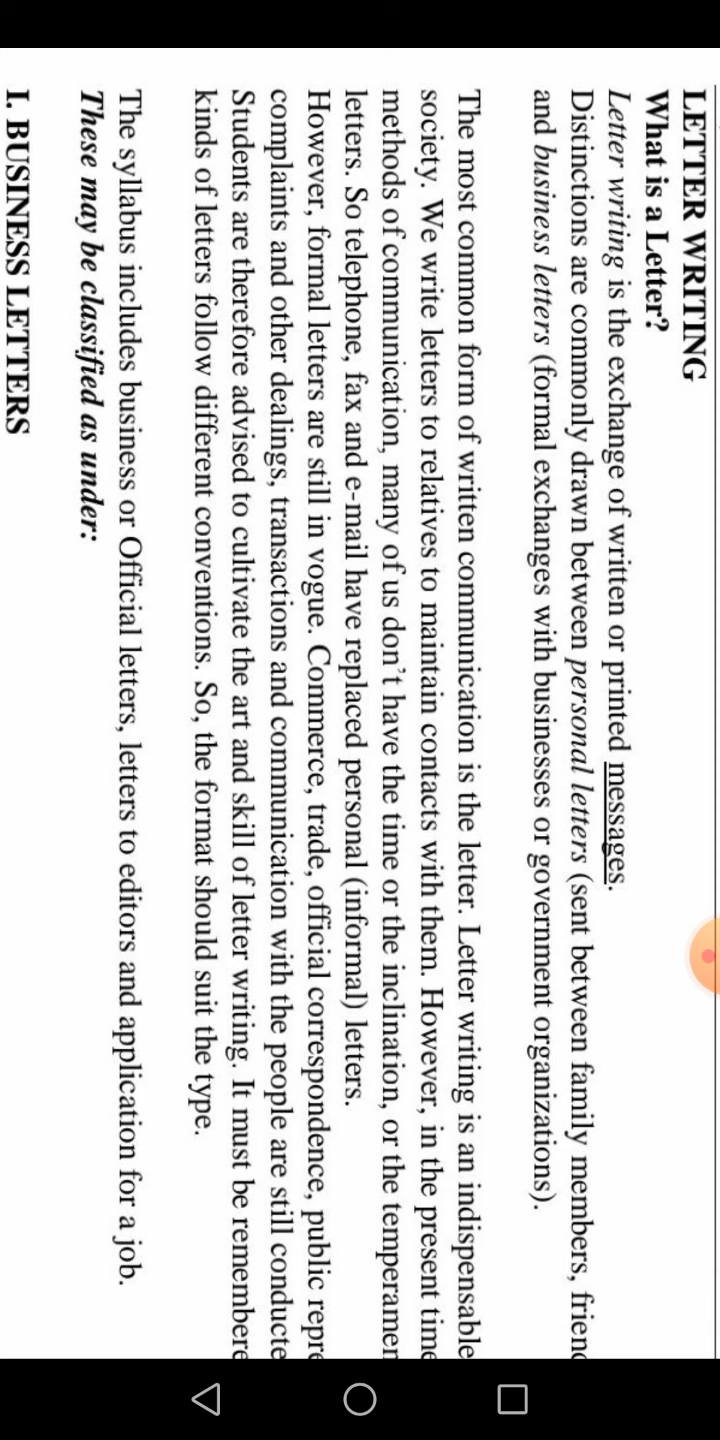 LETTER WRITING
What is a Letter?
Letter writing is the exchange of written or printed messages.
Distinctions are commonly drawn between personal letters (sent between family members,
and business letters (formal exchanges with businesses or government organizations).
The most common form of written communication is the letter. Letter writing is an indispensable
society. We write letters to relatives to maintain contacts with them. However, in the present time
methods of communication, many of us don't have the time or the inclination, or the
letters. So telephone, fax and e-mail have replaced personal (informal) letters.
However, formal letters are still in vogue. Commerce, trade, official correspondence, public
complaints and other dealings, transactions and communication with the people are still
Students are therefore advised to cultivate the art and skill of letter writing. It must be
kinds of letters follow different conventions. So, the format should suit the type.
The syllabus includes business or Official letters, letters to editors and application for a job.
These may be classified as under:
I. BUSINESS LETTERS